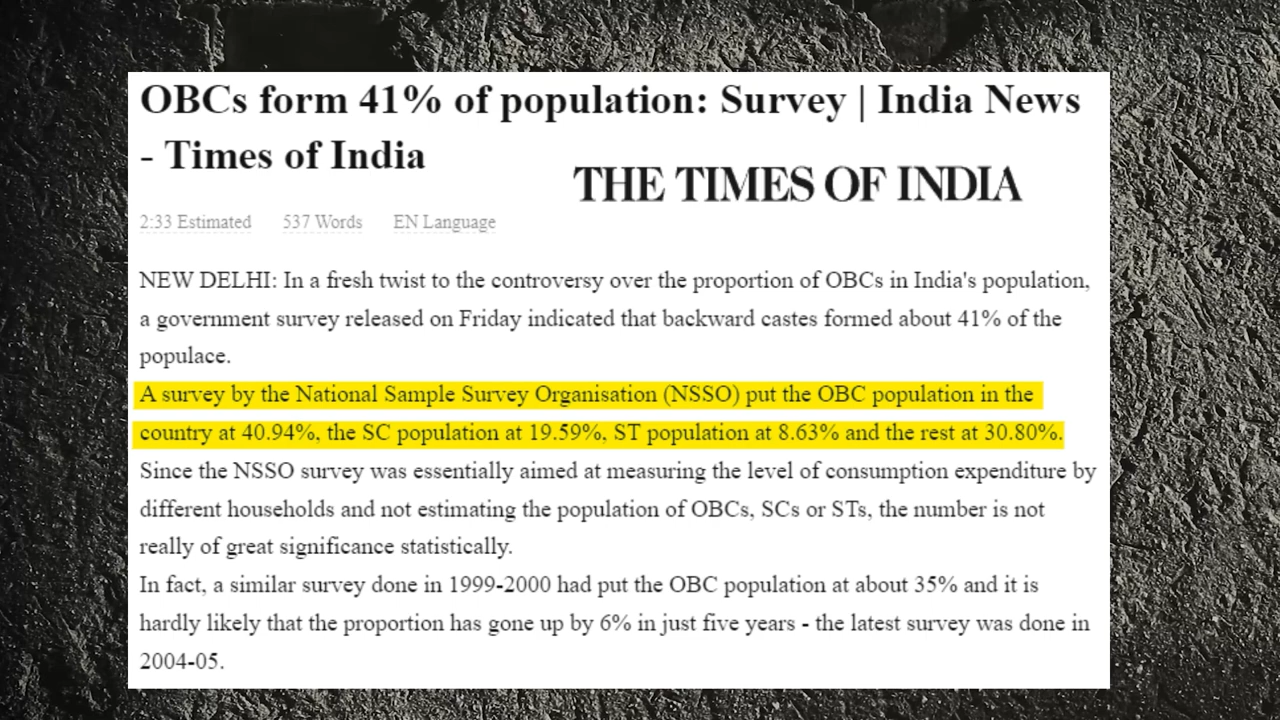 OBCs form 41% of population: Survey | India News
- Times of India
THE TIMES OF INDIA
2:33 Estimated 537 Words EN Language
NEW DELHI: In a fresh twist to the controversy over the proportion of OBCs in India's population,
a government survey released on Friday indicated that backward castes formed about 41% of the
populace.
A survey by the National Sample Survey Organisation (NSSO) put the OBC population in the
country at 40.94%, the SC population at 19.59%, ST population at 8.63% and the rest at 30.80%.
Since the NSSO survey was essentially aimed at measuring the level of consumption expenditure by
different households and not estimating the population of OBCs, SCs or STs, the number is not
really of great significance statistically.
In fact, a similar survey done in 1999-2000 had put the OBC population at about 35% and it is
hardly likely that the proportion has gone up by 6% in just five years - the latest survey was done in
2004-05.